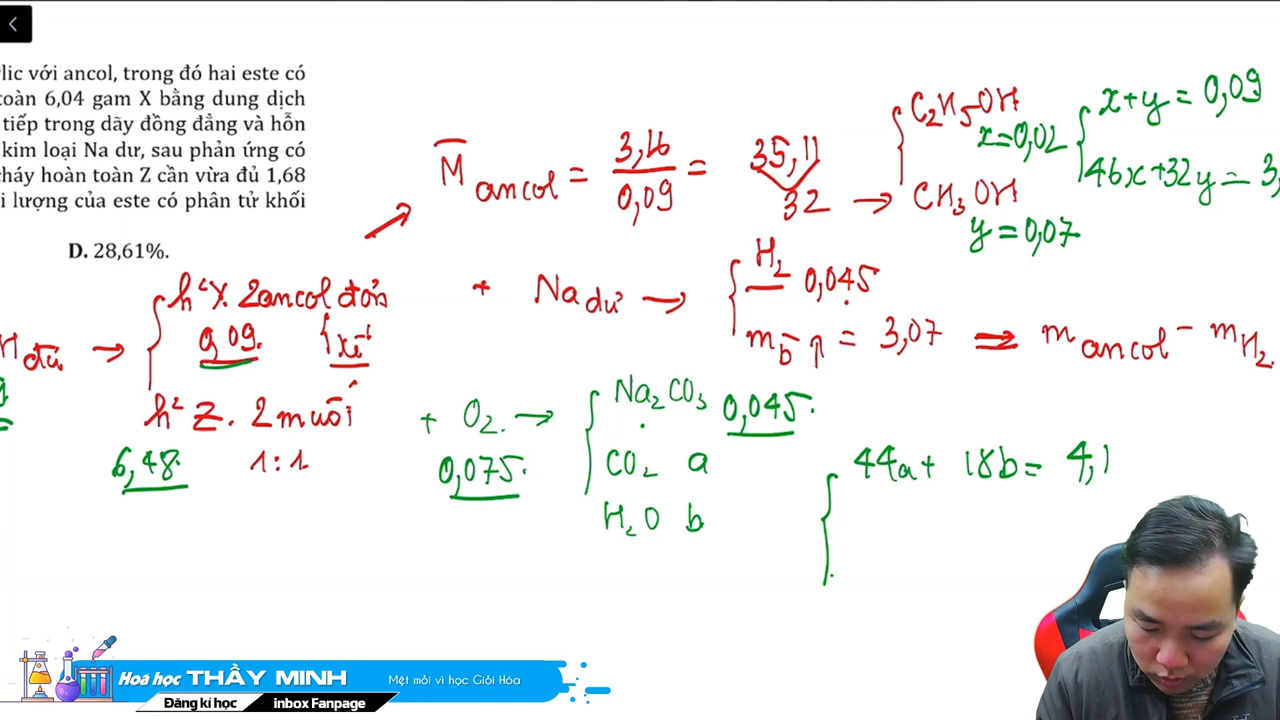 lic với ancol, trong đó hai este có
toàn 6,04 gam X bằng dung dịch
tiếp trong dãy đồng đẳng và hỗn
kim loại Na dư, sau phản ứng có
cháy hoàn toàn Z cần vừa đủ 1,68
i lượng của este có phân tử khối
D. 28,61%.
M ancol = 3,16 / 0,09 = 35,11
32 → CH3OH
C2H5OH
x=0,02
y = 0,07
x+y = 0,09
46x+32y = 3,
h² Y. 2ancol đơn
0,09.
+ Na dư →
H2 0,045
m b ↑ = 3,07 ⇒ m ancol - m H2
H đủ →
h² Z. 2 muối
6,48.
1:1
+ O2 →
0,075.
Na2CO3 0,045.
CO2 a
H2O b
44a + 18b = 4,1
Hoá học THẦY MINH
Mệt mỏi vì học Giỏi Hóa
Đăng kí học
inbox Fanpage